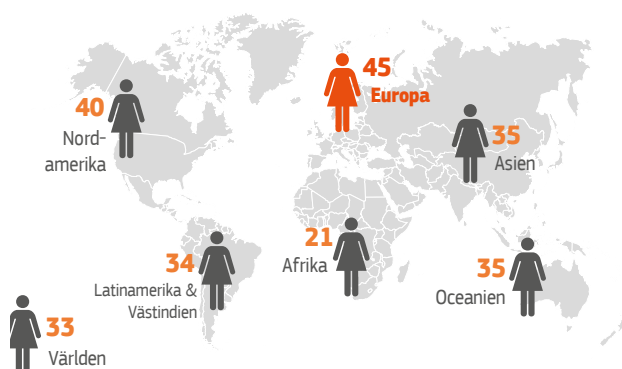 45
Europa
40
Nord-
amerika
35
Asien
34
Latinamerika &
Västindien
21
Afrika
35
Oceanien
33
Världen